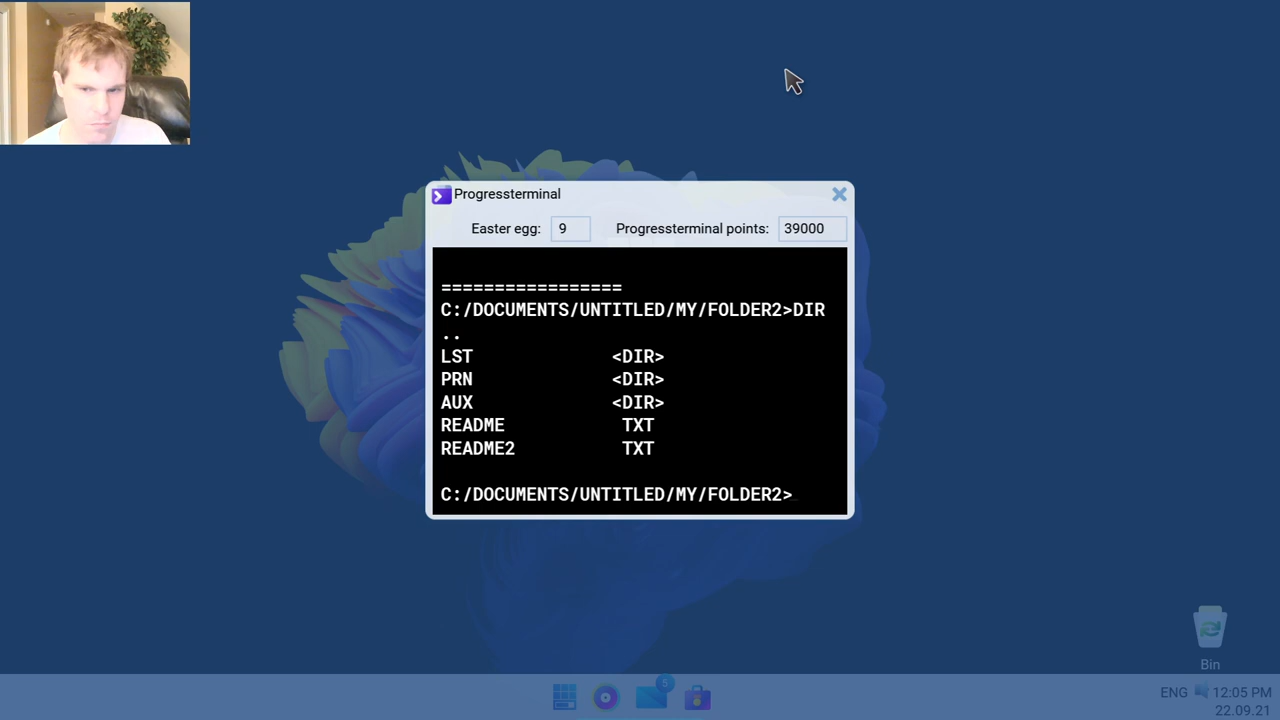 Progressterminal
Easter egg: 9 Progressterminal points: 39000
=================
C:/DOCUMENTS/UNTITLED/MY/FOLDER2>DIR
..
LST <DIR>
PRN <DIR>
AUX <DIR>
README TXT
README2 TXT
C:/DOCUMENTS/UNTITLED/MY/FOLDER2>
Bin
5
ENG 12:05 PM
22.09.21